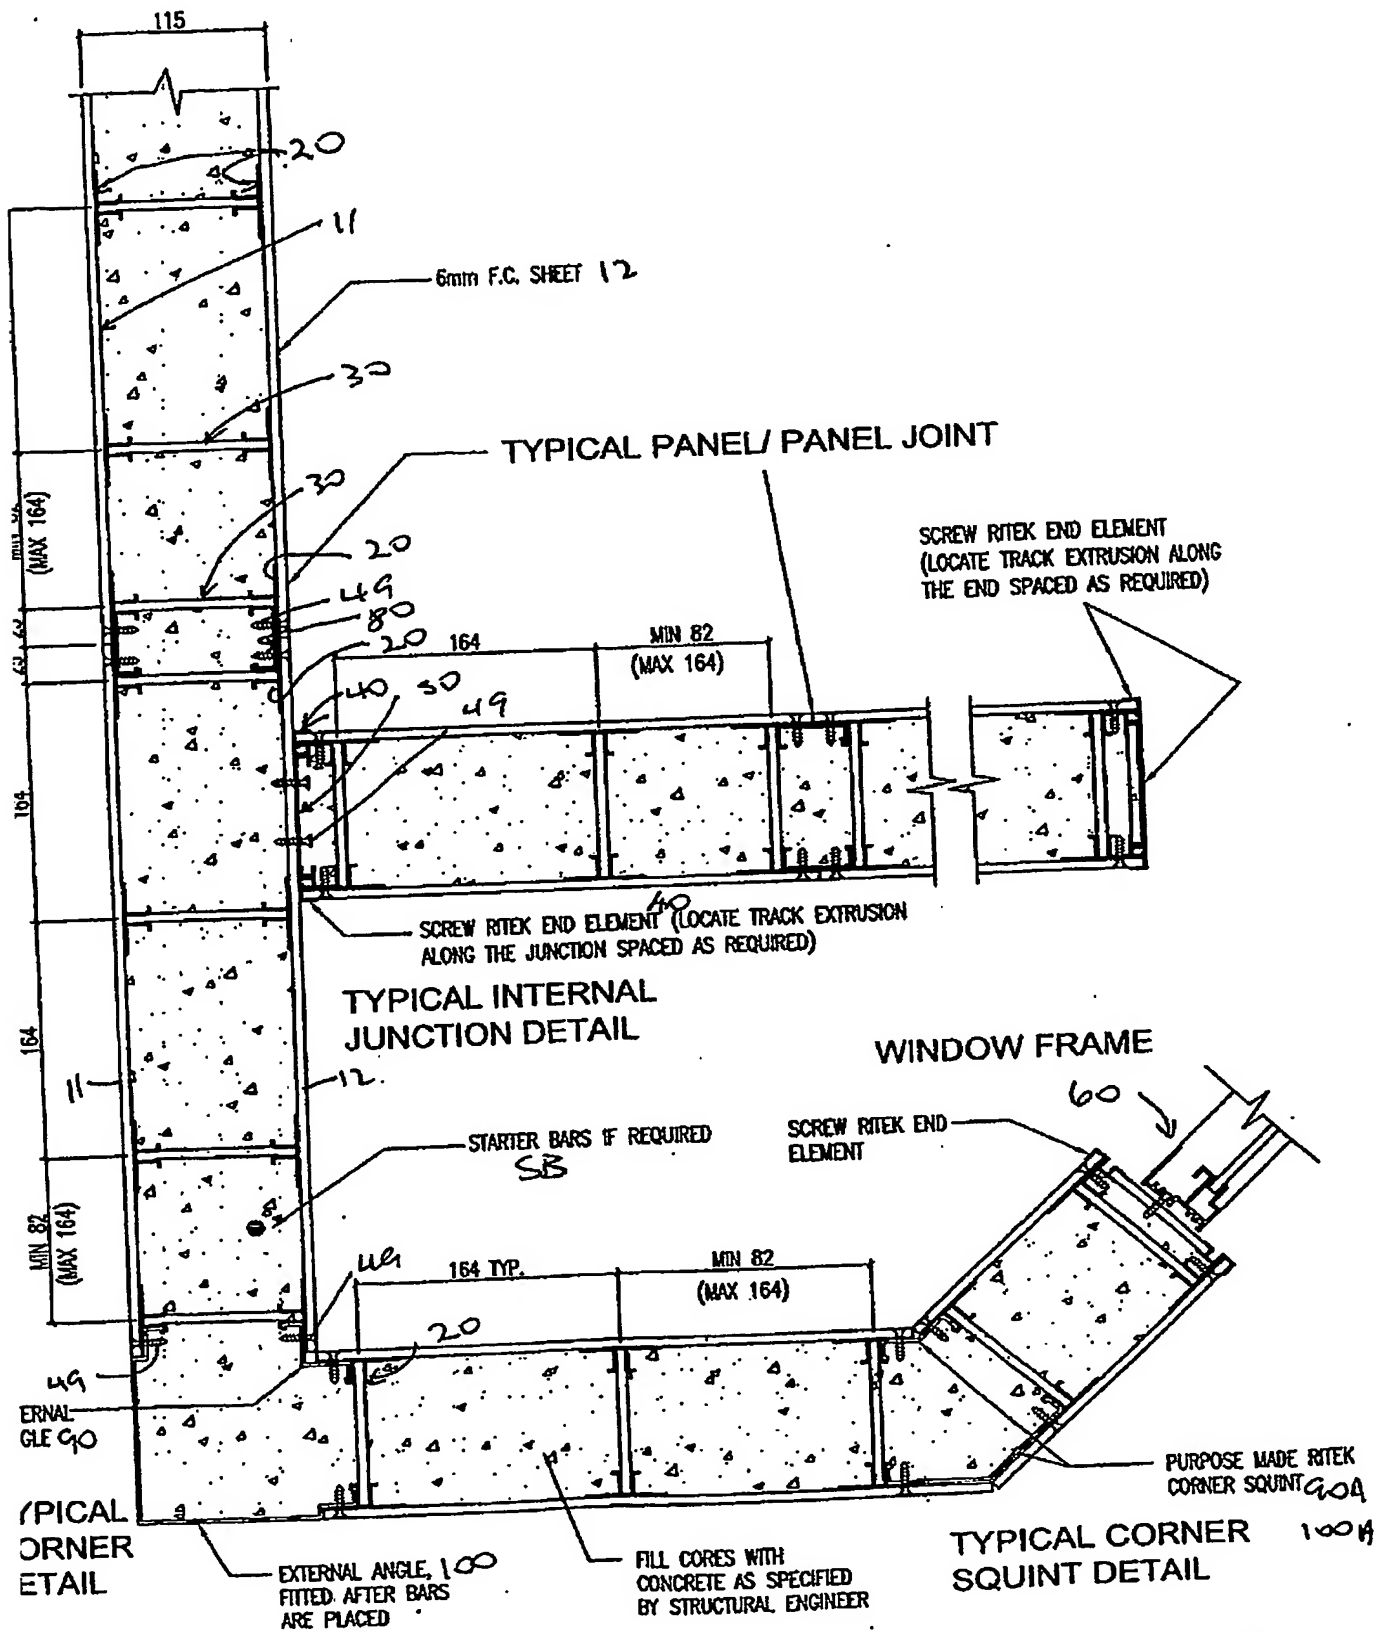 115
20
11
6mm F.C. SHEET 12
30
TYPICAL PANEL/ PANEL JOINT
30
(MAX 164)
20
49
80
20
SCREW RITEK END ELEMENT
(LOCATE TRACK EXTRUSION ALONG
THE END SPACED AS REQUIRED)
164
MIN 82
(MAX 164)
40
50
49
164
40
SCREW RITEK END ELEMENT (LOCATE TRACK EXTRUSION
ALONG THE JUNCTION SPACED AS REQUIRED)
TYPICAL INTERNAL
JUNCTION DETAIL
164
WINDOW FRAME
11
12
60
STARTER BARS IF REQUIRED
SB
SCREW RITEK END
ELEMENT
MIN 82
(MAX 164)
49
164 TYP.
MIN 82
(MAX 164)
20
49
ERNAL
GLE 90
PURPOSE MADE RITEK
CORNER SQUINT 90A
100A
YPICAL
ORNER
ETAIL
TYPICAL CORNER
SQUINT DETAIL
EXTERNAL ANGLE, 100
FITTED AFTER BARS
ARE PLACED
FILL CORES WITH
CONCRETE AS SPECIFIED
BY STRUCTURAL ENGINEER